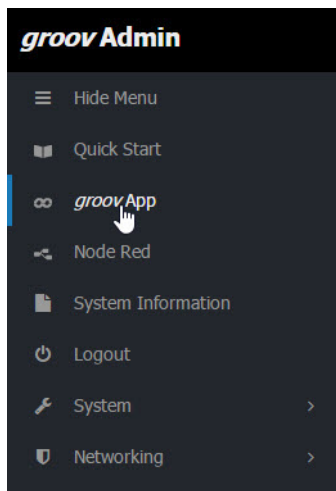 groov Admin
Hide Menu
Quick Start
groov App
Node Red
System Information
Logout
System
Networking